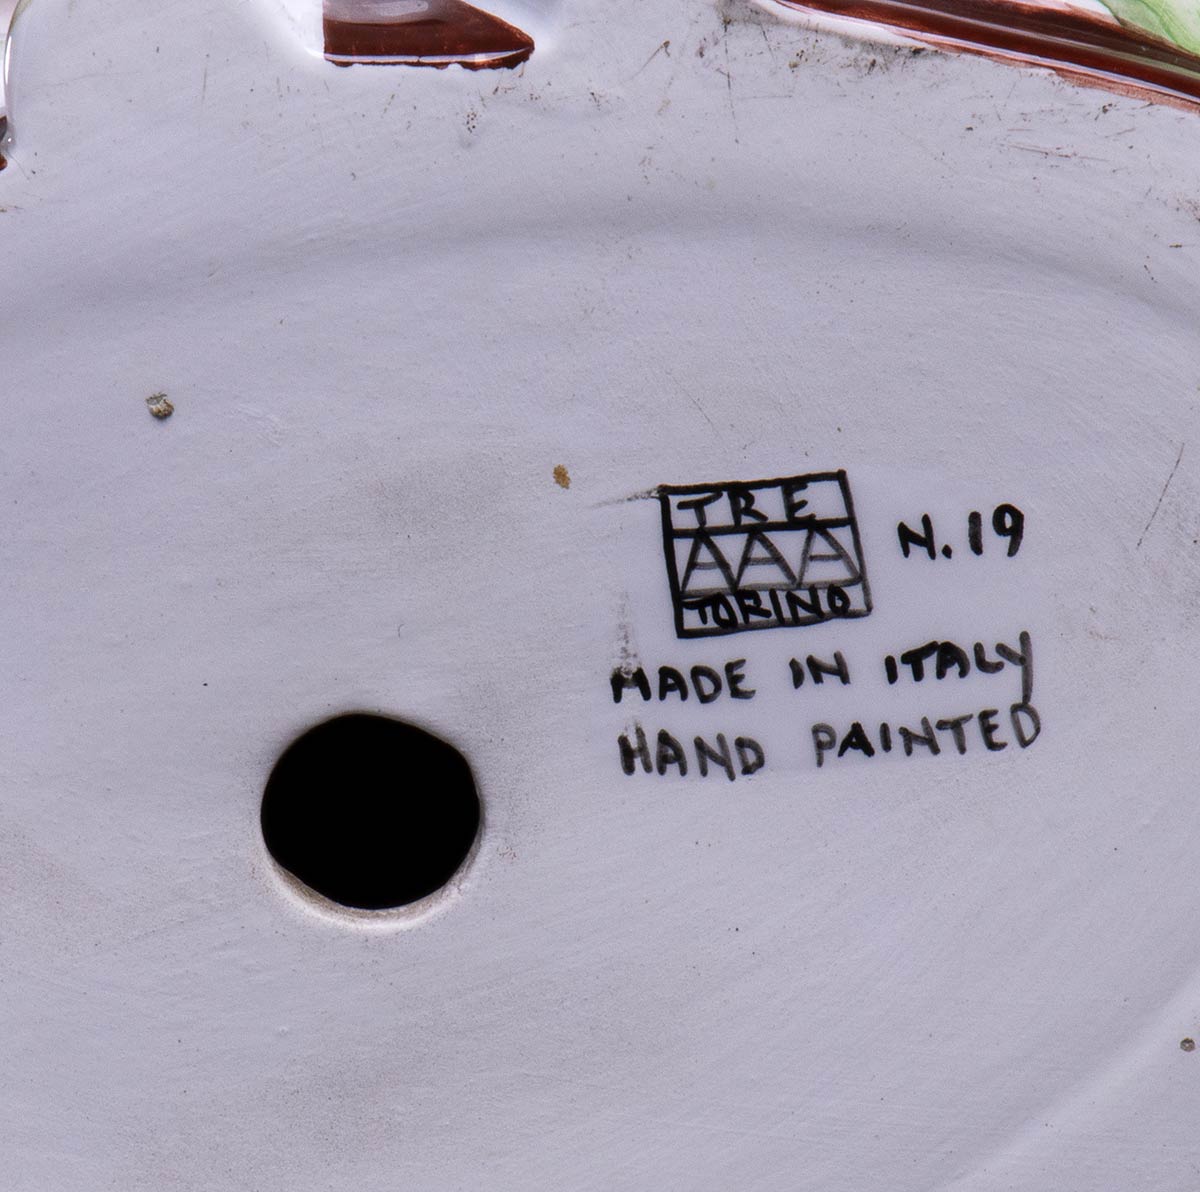 TRE
AAA
TORINO
N.19
MADE IN ITALY
HAND PAINTED